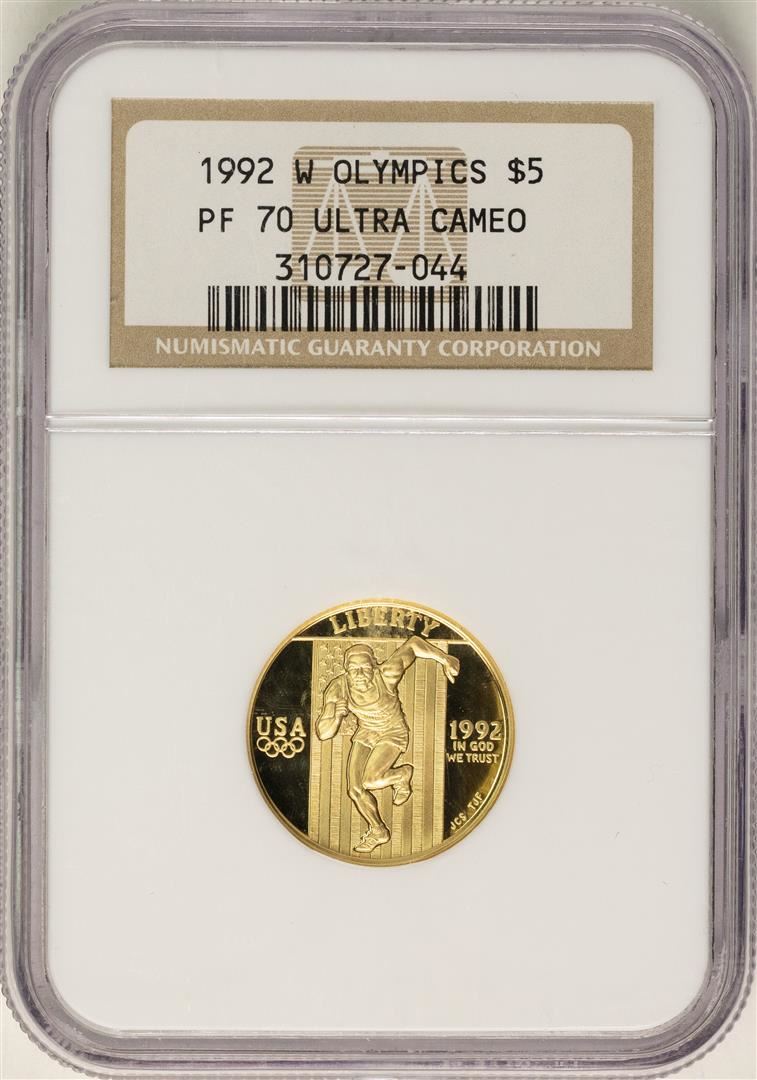 1992 W OLYMPICS $5
PF 70 ULTRA CAMEO
310727-044
NUMISMATIC GUARANTY CORPORATION
LIBERTY
USA
1992
IN GOD
WE TRUST
JCS TJF